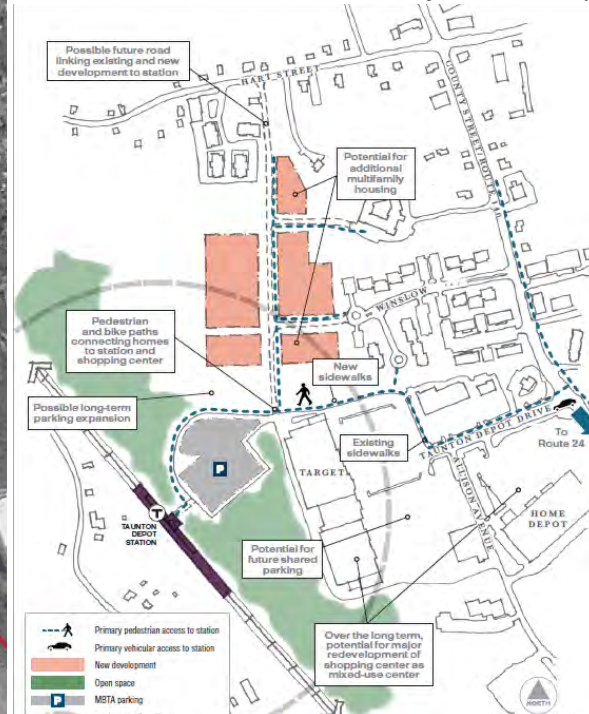 Possible future road
linking existing and new
development to station
HART STREET
COUNTY STREET/ROUTE 140
Potential for
additional
multifamily
housing
WINSLOW
Pedestrian
and bike paths
connecting homes
to station and
shopping center
New
sidewalks
Possible long-term
parking expansion
Existing
sidewalks
TAUNTON DEPOT DRIVE
To
Route 24
P
TARGET
ALLISON AVENUE
HOME
DEPOT
T
TAUNTON
DEPOT
STATION
Potential for
future shared
parking
Over the long term,
potential for major
redevelopment of
shopping center as
mixed-use center
Primary pedestrian access to station
Primary vehicular access to station
New development
Open space
P
MBTA parking
NORTH